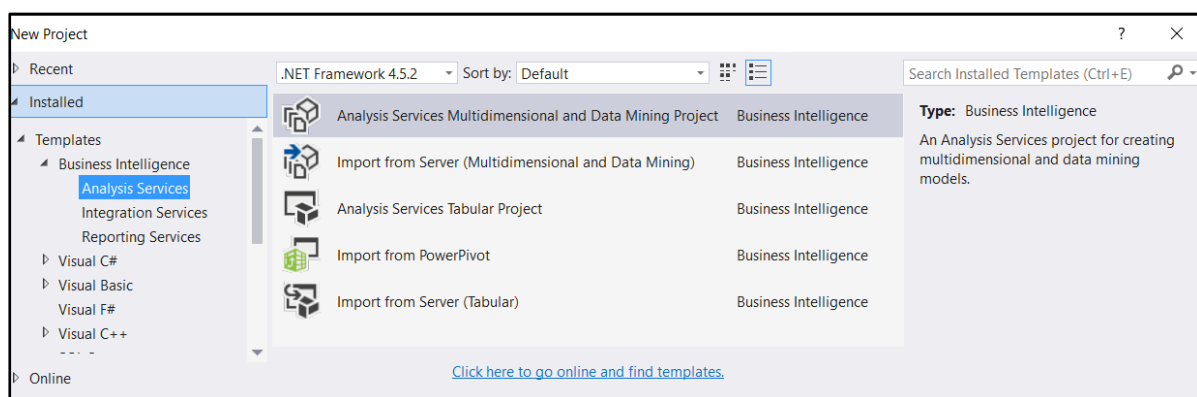 New Project
?
Recent
.NET Framework 4.5.2
Sort by: Default
Search Installed Templates (Ctrl+E)
Installed
Templates
Business Intelligence
Analysis Services
Integration Services
Reporting Services
Visual C#
Visual Basic
Visual F#
Visual C++
Online
Analysis Services Multidimensional and Data Mining Project Business Intelligence
Import from Server (Multidimensional and Data Mining) Business Intelligence
Analysis Services Tabular Project Business Intelligence
Import from PowerPivot Business Intelligence
Import from Server (Tabular) Business Intelligence
Click here to go online and find templates.
Type: Business Intelligence
An Analysis Services project for creating
multidimensional and data mining
models.